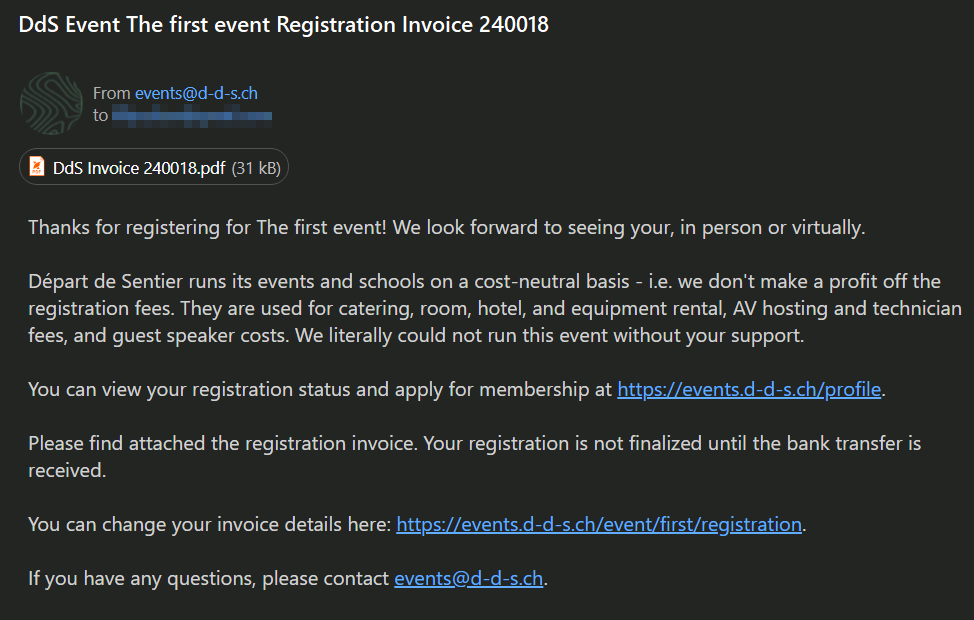 DdS Event The first event Registration Invoice 240018
From events@d-d-s.ch
to
DdS Invoice 240018.pdf (31 kB)
Thanks for registering for The first event! We look forward to seeing your, in person or virtually.
Départ de Sentier runs its events and schools on a cost-neutral basis - i.e. we don't make a profit off the
registration fees. They are used for catering, room, hotel, and equipment rental, AV hosting and technician
fees, and guest speaker costs. We literally could not run this event without your support.
You can view your registration status and apply for membership at https://events.d-d-s.ch/profile.
Please find attached the registration invoice. Your registration is not finalized until the bank transfer is
received.
You can change your invoice details here: https://events.d-d-s.ch/event/first/registration.
If you have any questions, please contact events@d-d-s.ch.